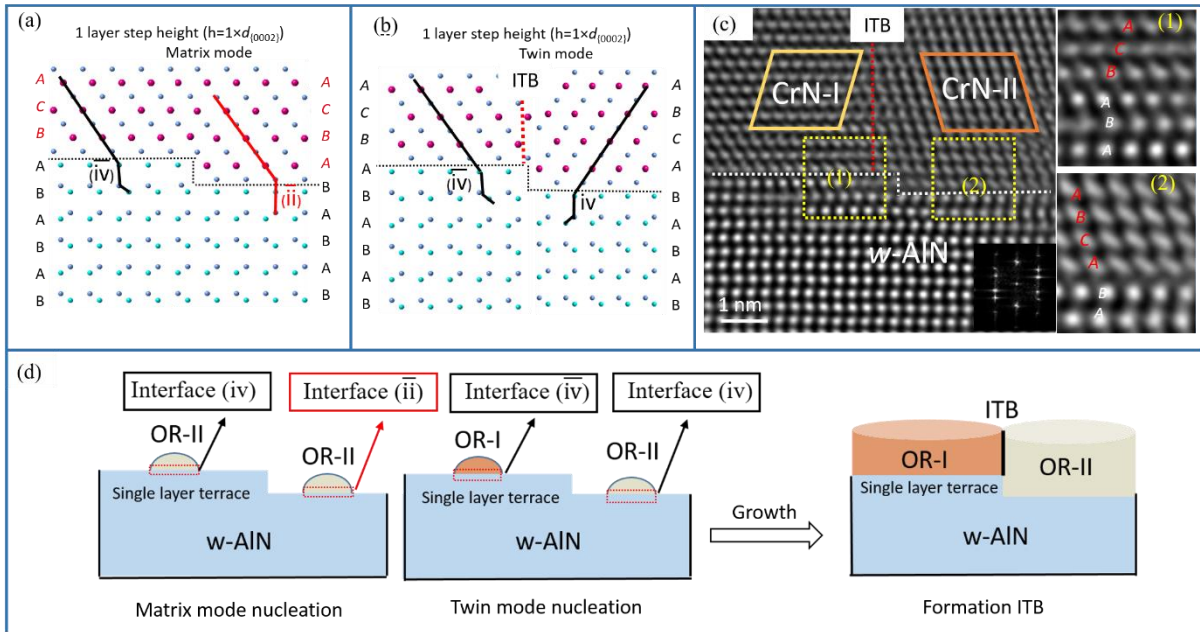 (a)
1 layer step height (h=1×d{0002})
Matrix mode
A
C
B
A
B
A
B
A
B
(iv̅)
(ii̅)
A
C
B
A
B
A
B
A
B
(b)
1 layer step height (h=1×d{0002})
Twin mode
ITB
A
C
B
A
B
A
B
A
B
(iv̅)
iv
A
B
C
A
B
A
B
A
B
(c)
ITB
CrN-I
CrN-II
(1)
(2)
w-AlN
1 nm
(1)
A
C
B
A
B
A
(2)
A
B
C
A
B
A
(d)
Interface (iv)
Interface (ii̅)
Interface (iv̅)
Interface (iv)
OR-II
OR-II
OR-I
OR-II
ITB
OR-I
OR-II
Single layer terrace
Single layer terrace
Single layer terrace
Growth
w-AlN
w-AlN
w-AlN
Matrix mode nucleation
Twin mode nucleation
Formation ITB